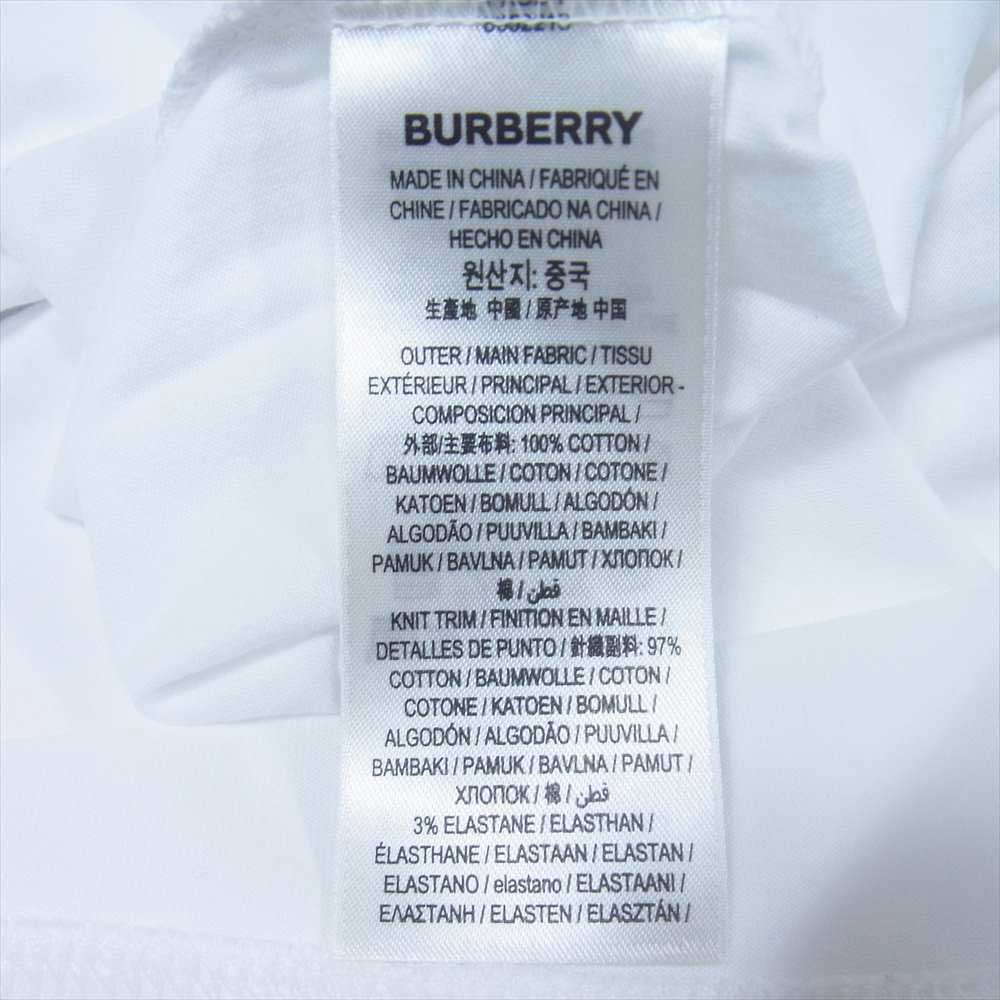 BURBERRY
MADE IN CHINA / FABRIQUÉ EN
CHINE / FABRICADO NA CHINA /
HECHO EN CHINA
원산지: 중국
生產地 中國 / 原产地 中国
OUTER / MAIN FABRIC / TISSU
EXTÉRIEUR / PRINCIPAL / EXTERIOR -
COMPOSICION PRINCIPAL /
外部/主要布料: 100% COTTON /
BAUMWOLLE / COTON / COTONE /
KATOEN / BOMULL / ALGODÓN /
ALGODÃO / PUUVILLA / BAMBAKI /
PAMUK / BAVLNA / PAMUT / ХЛОПОК /
棉 / قطن
KNIT TRIM / FINITION EN MAILLE /
DETALLES DE PUNTO / 針織副料: 97%
COTTON / BAUMWOLLE / COTON /
COTONE / KATOEN / BOMULL /
ALGODÓN / ALGODÃO / PUUVILLA /
BAMBAKI / PAMUK / BAVLNA / PAMUT /
ХЛОПОК / 棉 / قطن
3% ELASTANE / ELASTHAN /
ÉLASTHANE / ELASTAAN / ELASTAN /
ELASTANO / elastano / ELASTAANI /
ΕΛΑΣΤΑΝΗ / ELASTEN / ELASZTÁN /